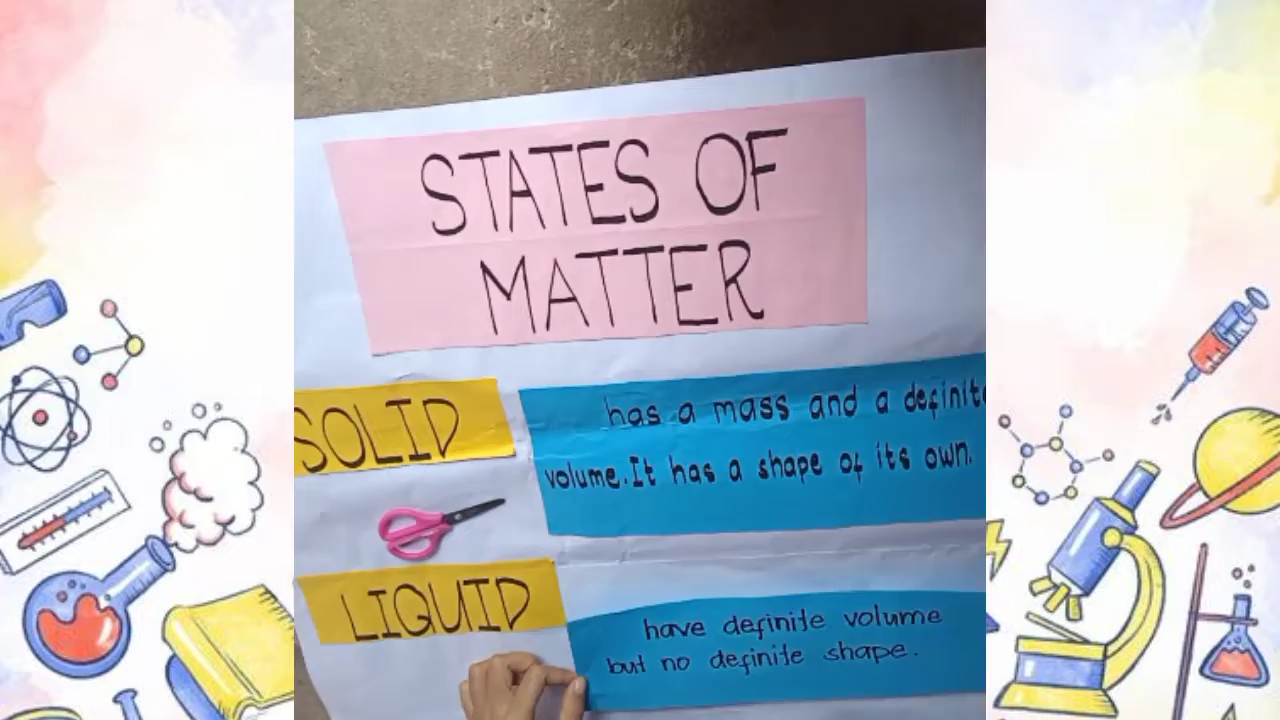 STATES OF
MATTER
SOLID
has a mass and a definite
volume. It has a shape of its own.
LIQUID
have definite volume
but no definite shape.